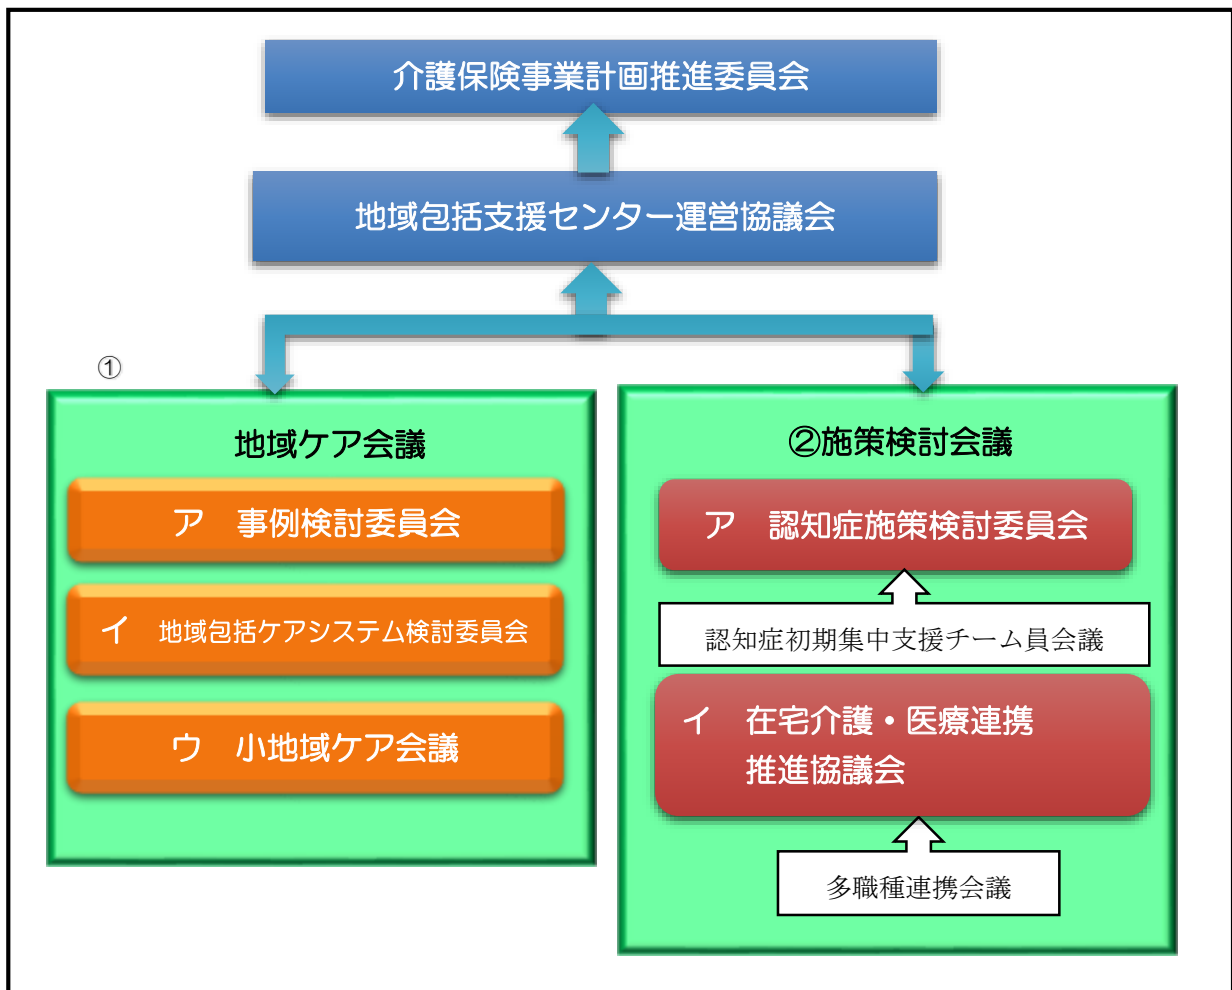 介護保険事業計画推進委員会
地域包括支援センター運営協議会
①
地域ケア会議
ア　事例検討委員会
イ　地域包括ケアシステム検討委員会
ウ　小地域ケア会議
②施策検討会議
ア　認知症施策検討委員会
認知症初期集中支援チーム員会議
イ　在宅介護・医療連携
推進協議会
多職種連携会議